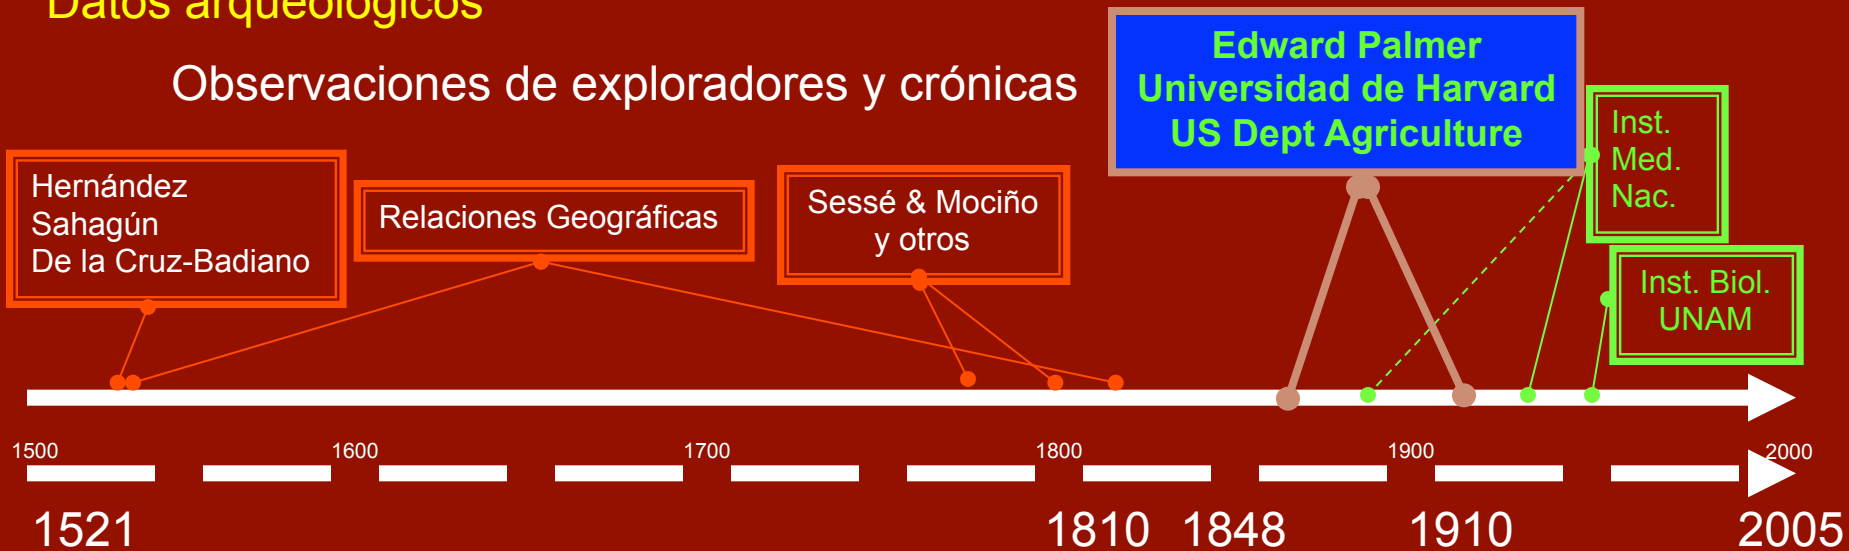 Datos arqueológicos
Observaciones de exploradores y crónicas
Edward Palmer
Universidad de Harvard
US Dept Agriculture
Inst.
Med.
Nac.
Hernández
Sahagún
De la Cruz-Badiano
Relaciones Geográficas
Sessé & Mociño
y otros
Inst. Biol.
UNAM
1500 1600 1700 1800 1900 2000
1521 1810 1848 1910 2005